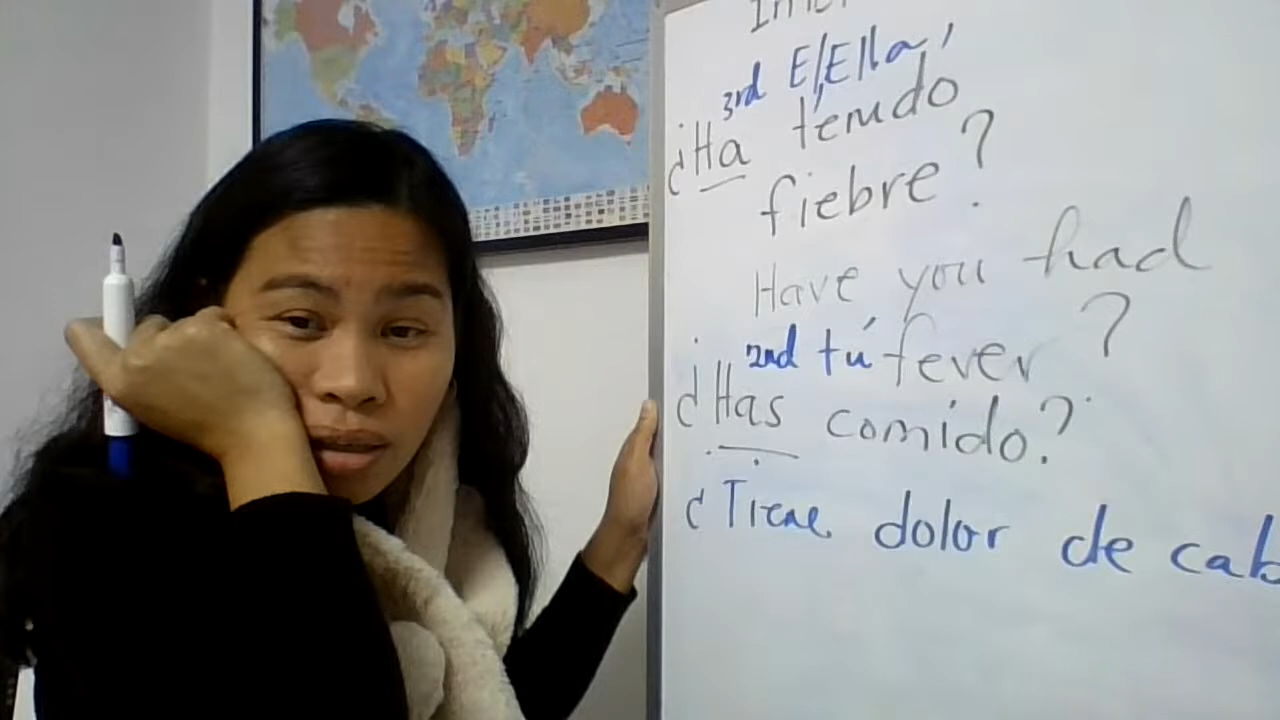 3rd El/Ella,
¿Ha tenido
fiebre?
Have you had
fever?
2nd tú
¿Has comido?
¿Tiene dolor de cab